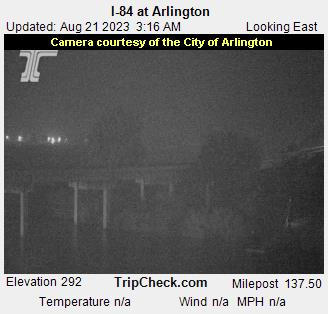 I-84 at Arlington
Updated: Aug 21 2023 3:16 AM Looking East
Camera courtesy of the City of Arlington
Elevation 292 TripCheck.com Milepost 137.50
Temperature n/a Wind n/a MPH n/a